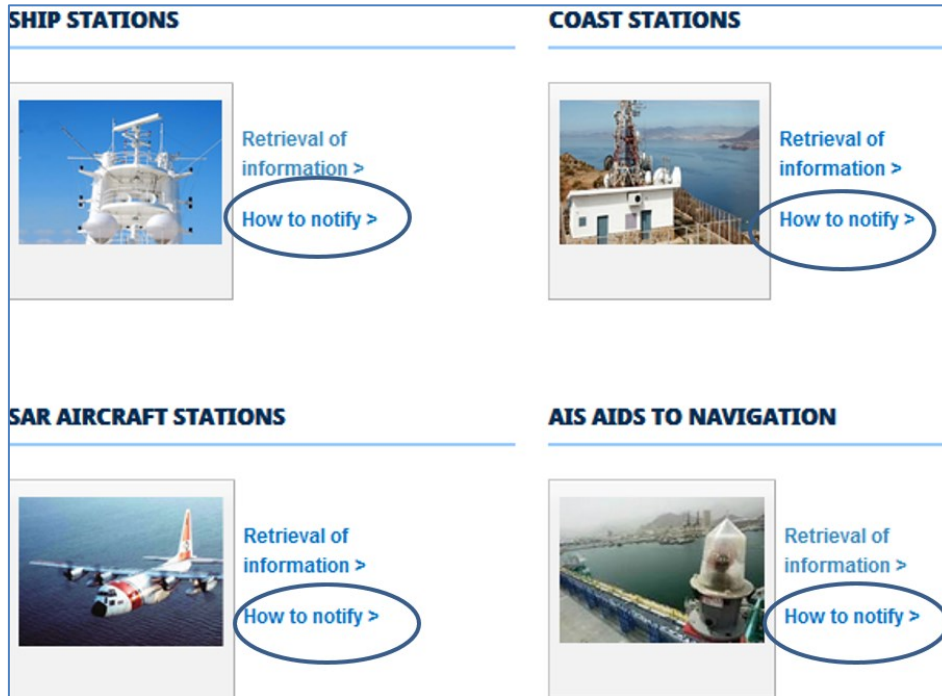 SHIP STATIONS
Retrieval of
information >
How to notify >
COAST STATIONS
Retrieval of
information >
How to notify >
SAR AIRCRAFT STATIONS
Retrieval of
information >
How to notify >
AIS AIDS TO NAVIGATION
Retrieval of
information >
How to notify >